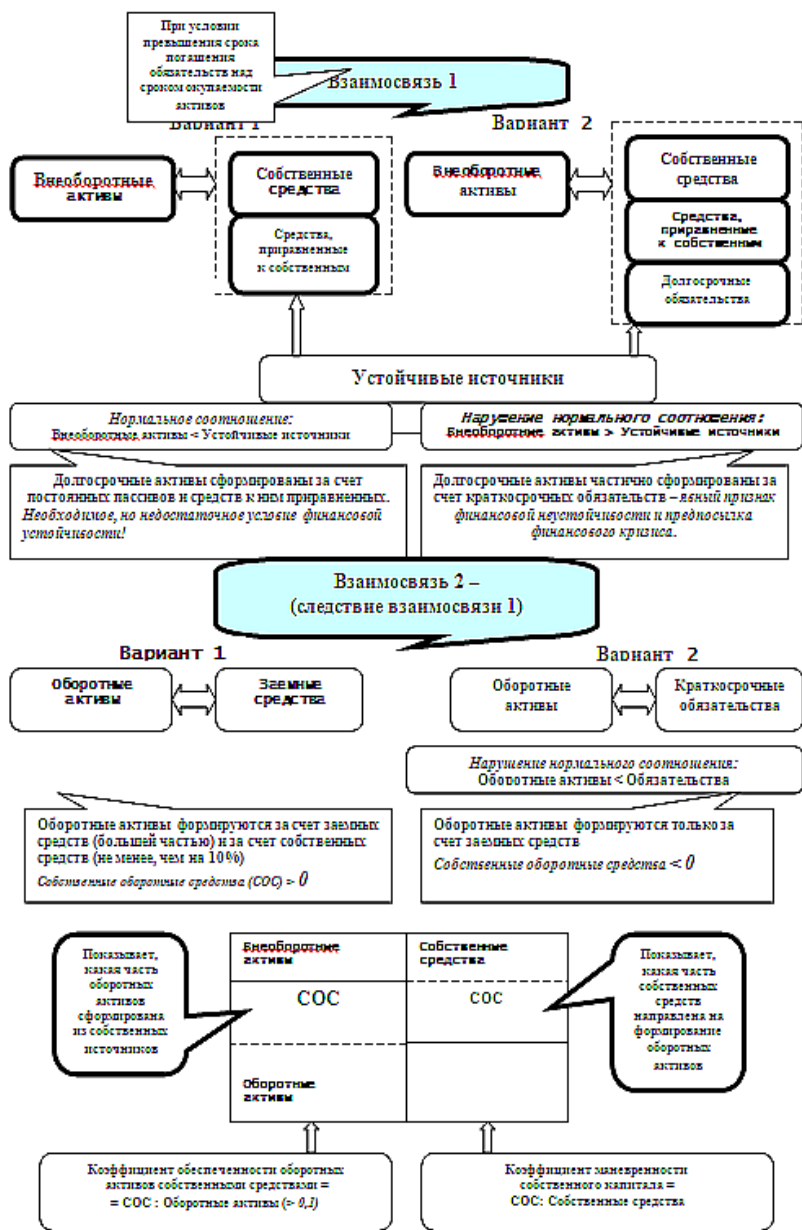 При условии
превышения срока
погашения
обязательств над
сроком окупаемости
активов
Взаимосвязь 1
Вариант 1
Вариант 2
Внеоборотные
активы
Собственные
средства
Средства,
приравненные
к собственным
Внеоборотные
активы
Собственные
средства
Средства,
приравненные
к собственным
Долгосрочные
обязательства
Устойчивые источники
Нормальное соотношение:
Внеоборотные активы < Устойчивые источники
Нарушение нормального соотношения:
Внеоборотные активы > Устойчивые источники
Долгосрочные активы сформированы за счет
постоянных пассивов и средств к ним приравненных.
Необходимое, но недостаточное условие финансовой
устойчивости!
Долгосрочные активы частично сформированы за
счет краткосрочных обязательств – явный признак
финансовой неустойчивости и предпосылка
финансового кризиса.
Взаимосвязь 2 –
(следствие взаимосвязи 1)
Вариант 1
Вариант 2
Оборотные
активы
Заемные
средства
Оборотные
активы
Краткосрочные
обязательства
Нарушение нормального соотношения:
Оборотные активы < Обязательства
Оборотные активы формируются за счет заемных
средств (большей частью) и за счет собственных
средств (не менее, чем на 10%)
Собственные оборотные средства (СОС) > 0
Оборотные активы формируются только за
счет заемных средств
Собственные оборотные средства < 0
Показывает,
какая часть
оборотных
активов
сформирована
из собственных
источников
Внеоборотные
активы
Собственные
средства
СОС
СОС
Оборотные
активы
Показывает,
какая часть
собственных
средств
направлена на
формирование
оборотных
активов
Коэффициент обеспеченности оборотных
активов собственными средствами =
= СОС : Оборотные активы (> 0,1)
Коэффициент маневренности
собственного капитала =
СОС: Собственные средства